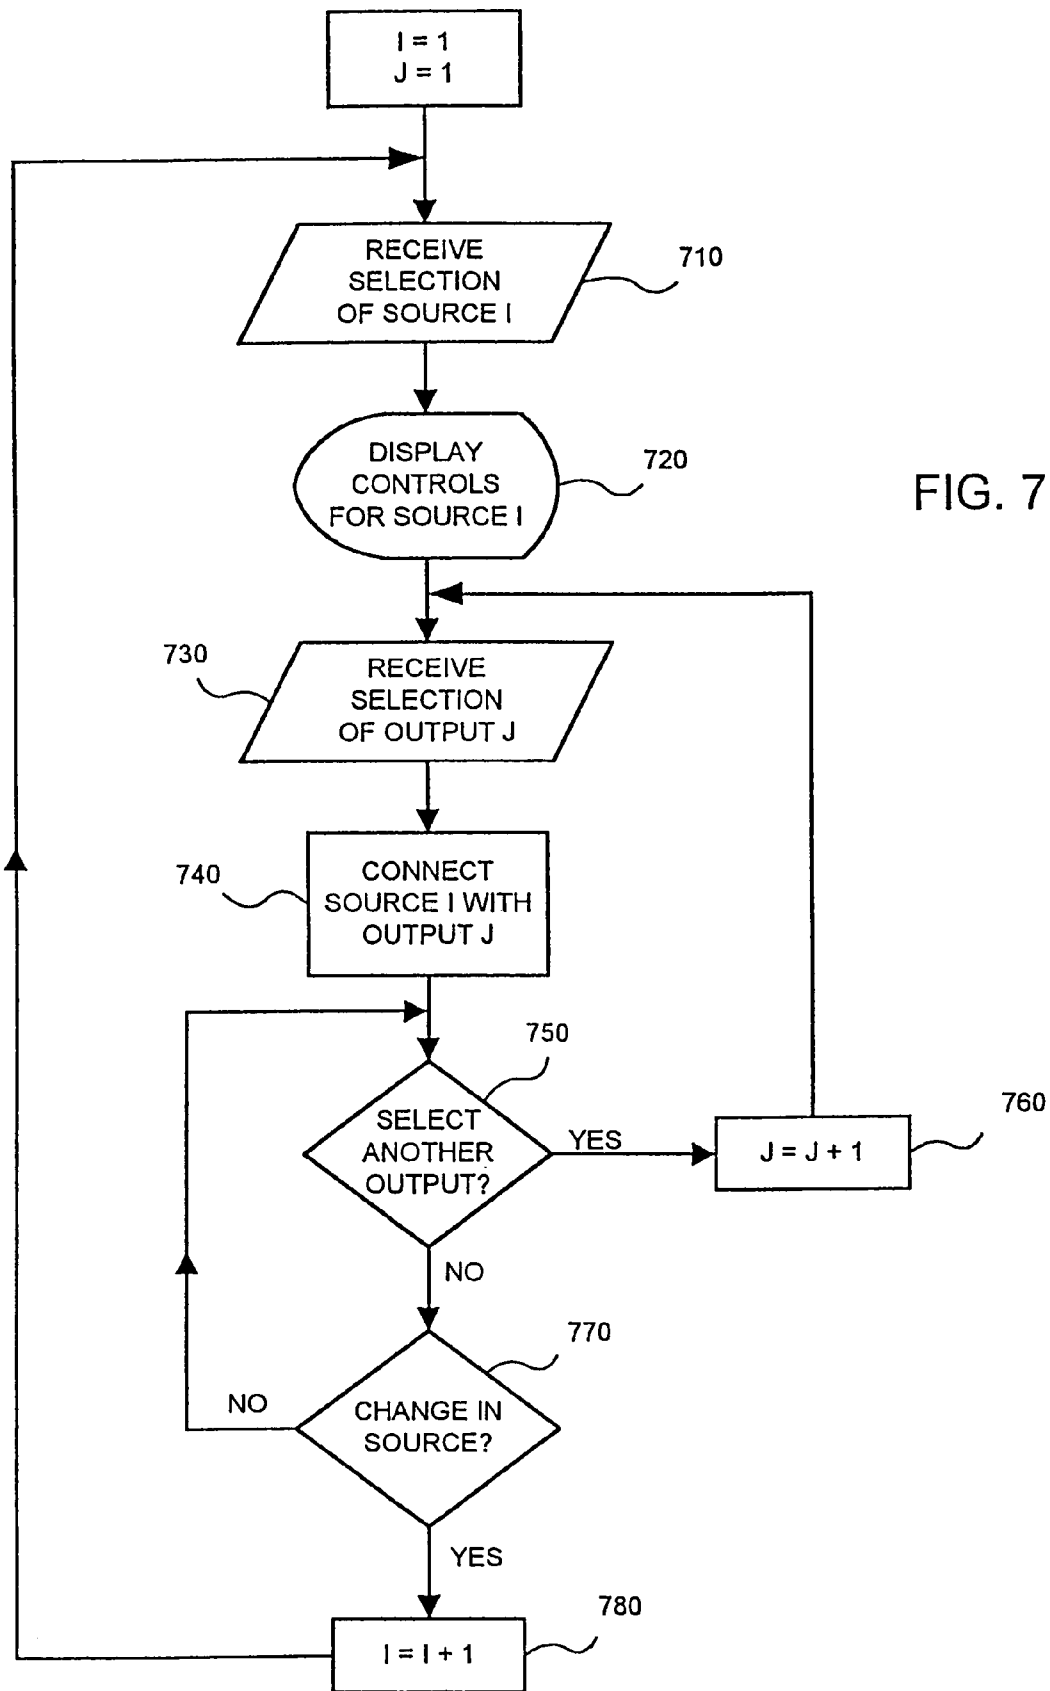 I = 1
J = 1
RECEIVE
SELECTION
OF SOURCE I
710
DISPLAY
CONTROLS
FOR SOURCE I
720
FIG. 7
730
RECEIVE
SELECTION
OF OUTPUT J
740
CONNECT
SOURCE I WITH
OUTPUT J
750
SELECT
ANOTHER
OUTPUT?
YES
760
J = J + 1
NO
770
CHANGE IN
SOURCE?
NO
YES
780
I = I + 1